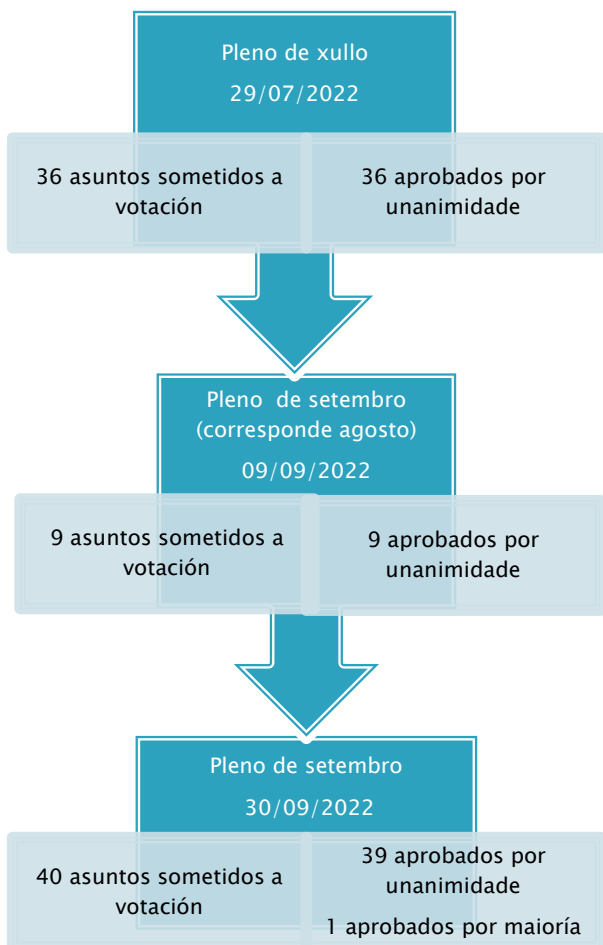 Pleno de xullo
29/07/2022
36 asuntos sometidos a
votación
36 aprobados por
unanimidade
Pleno de setembro
(corresponde agosto)
09/09/2022
9 asuntos sometidos a
votación
9 aprobados por
unanimidade
Pleno de setembro
30/09/2022
40 asuntos sometidos a
votación
39 aprobados por
unanimidade
1 aprobados por maioría